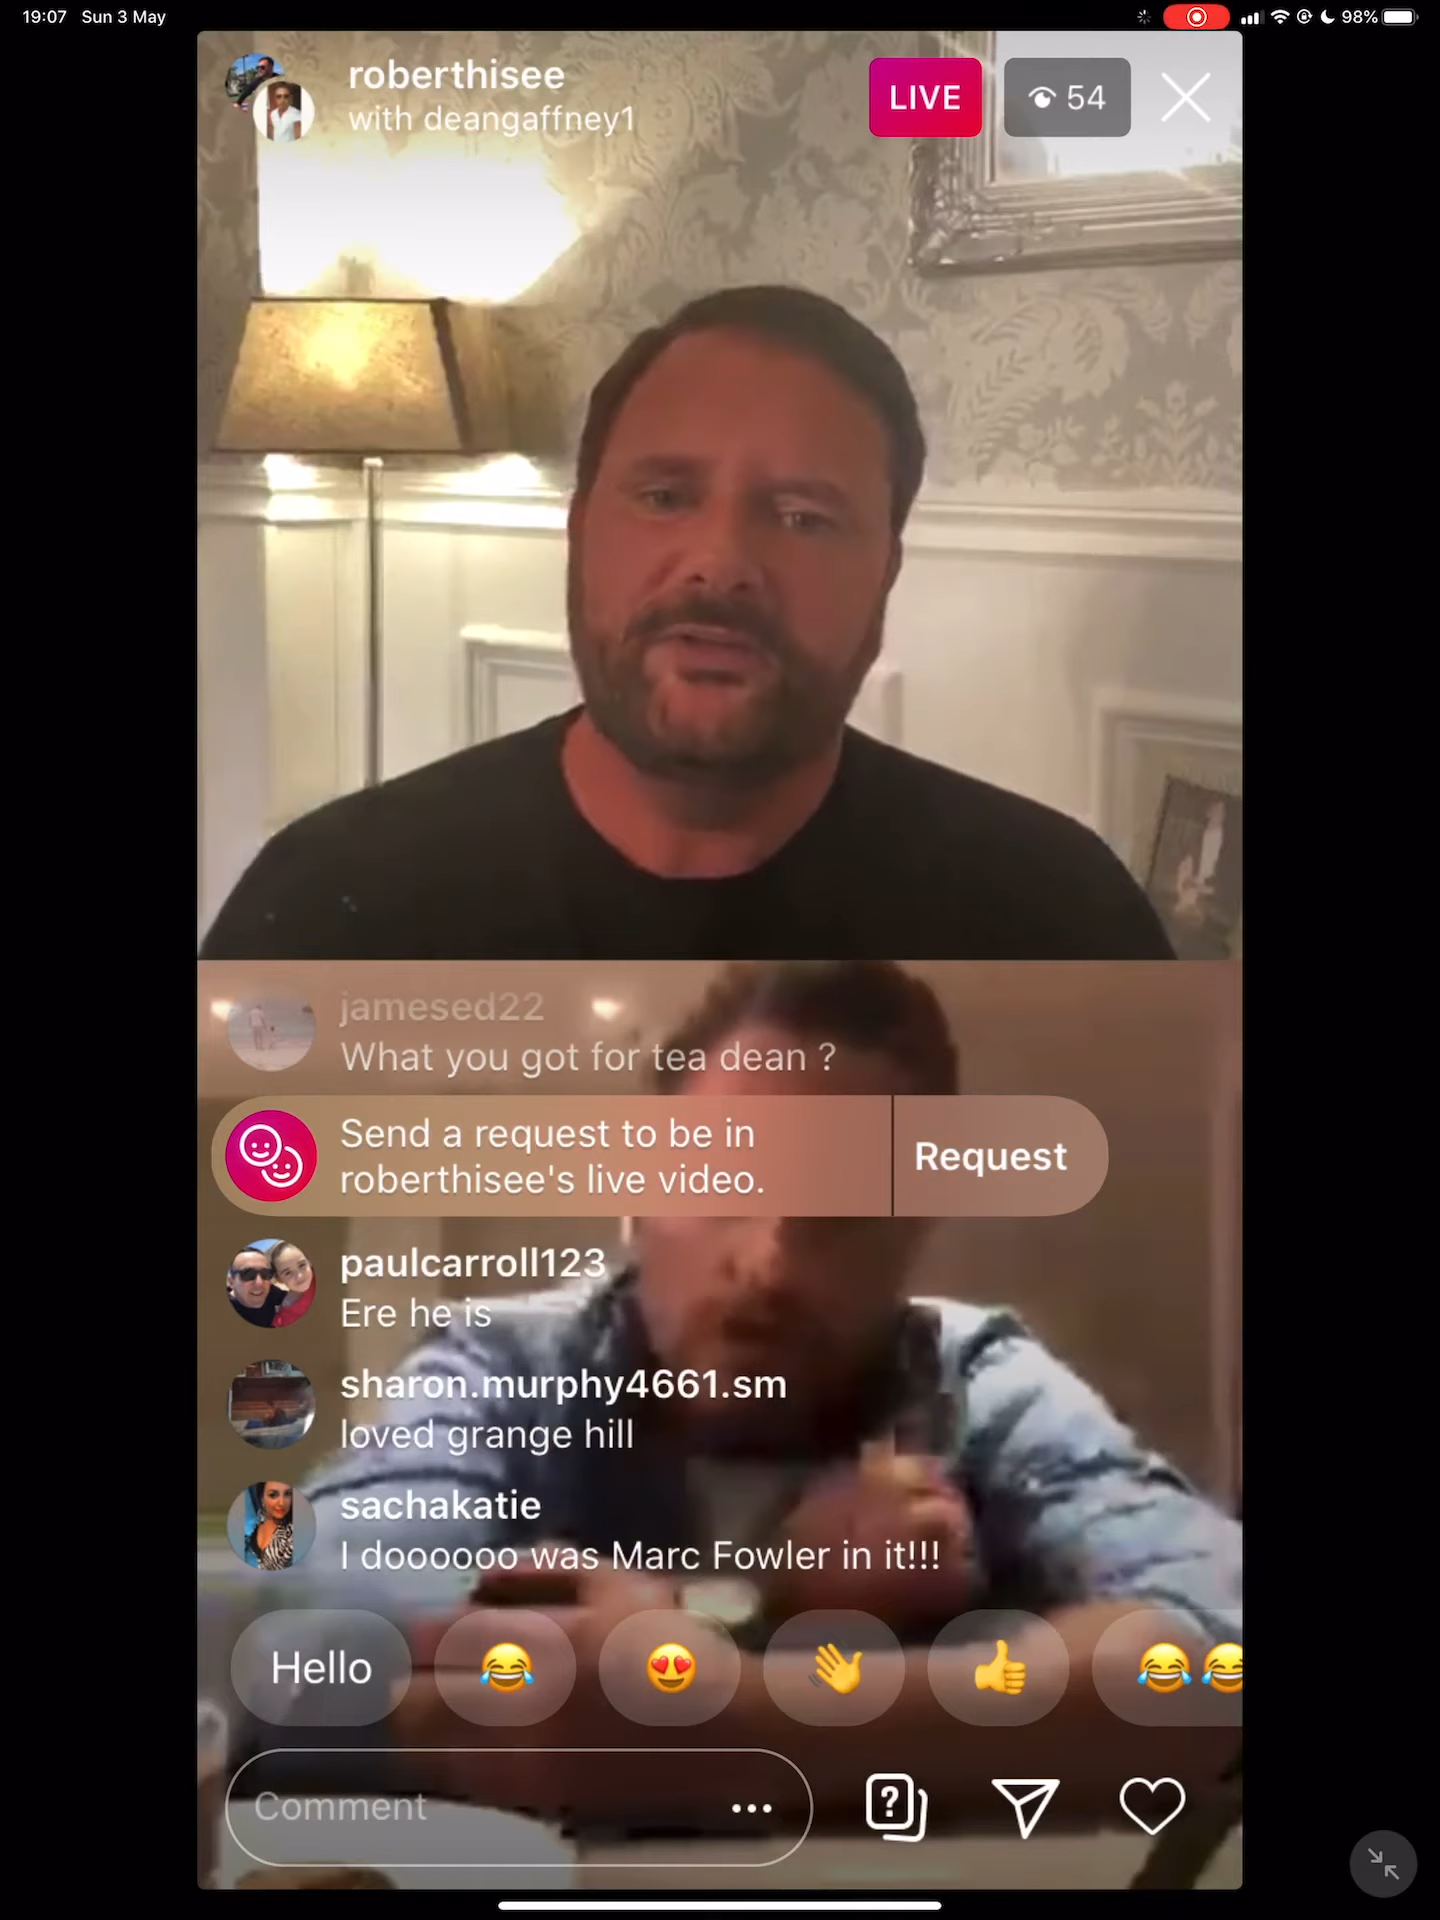 19:07 Sun 3 May
98%
roberthisee
with deangaffney1
LIVE
54
jamesed22
What you got for tea dean ?
Send a request to be in
roberthisee's live video.
Request
paulcarroll123
Ere he is
sharon.murphy4661.sm
loved grange hill
sachakatie
I doooooo was Marc Fowler in it!!!
Hello
Comment